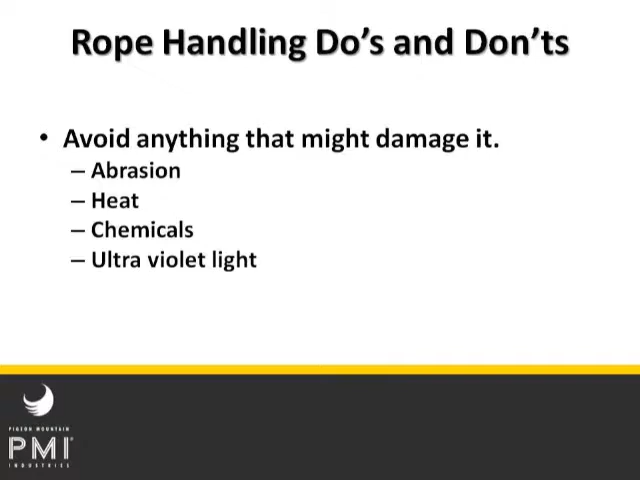 Rope Handling Do’s and Don’ts
• Avoid anything that might damage it.
– Abrasion
– Heat
– Chemicals
– Ultra violet light
PIGEON MOUNTAIN
PMI®
INDUSTRIES